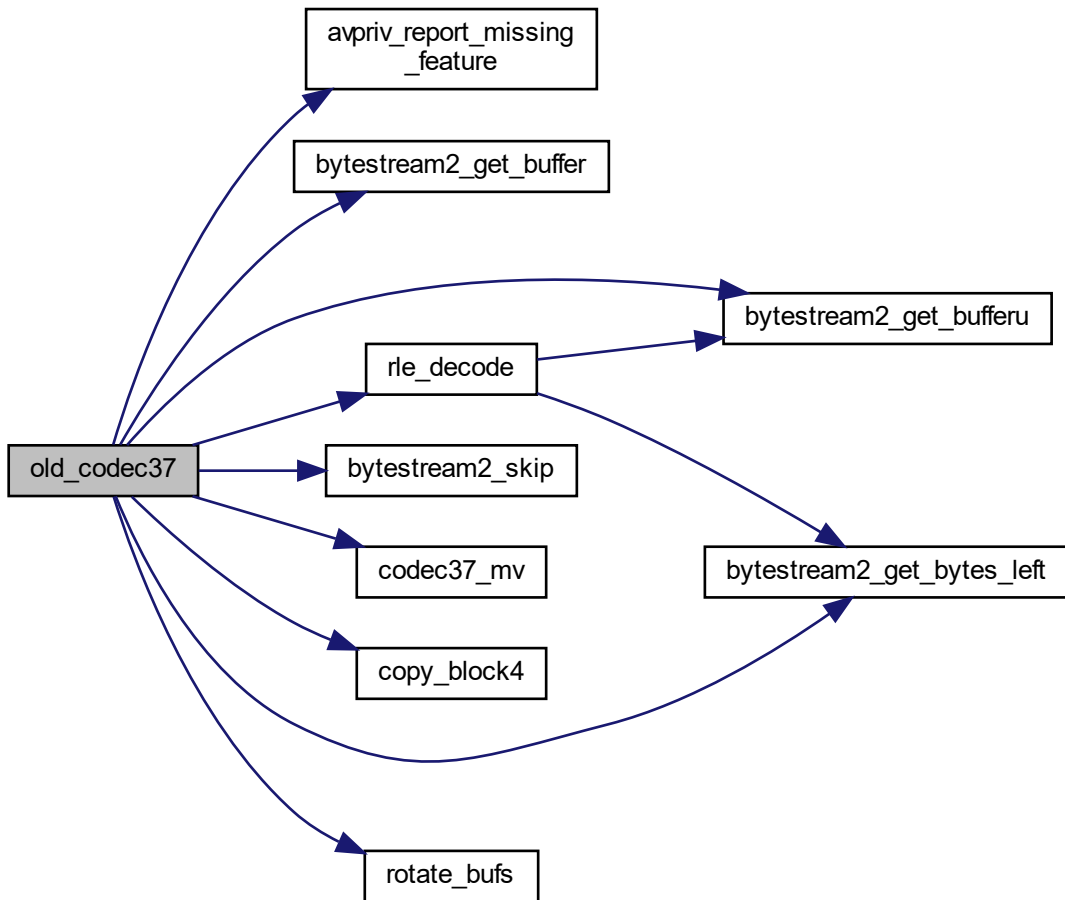 avpriv_report_missing
_feature
bytestream2_get_buffer
bytestream2_get_bufferu
rle_decode
old_codec37
bytestream2_skip
codec37_mv
bytestream2_get_bytes_left
copy_block4
rotate_bufs